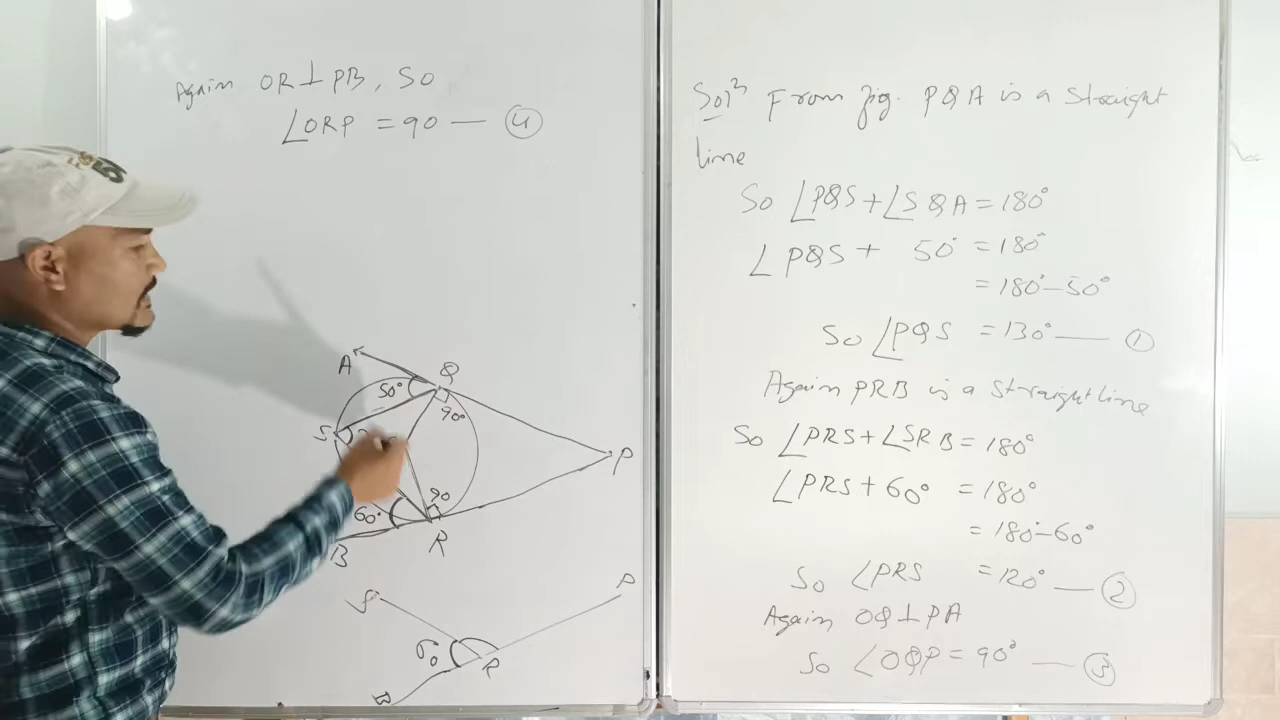 Again OR⊥PB, So
∠ORP = 90 — ④
A
Q
50°
90°
S
P
90
60°
R
B
S
P
60
R
B
Solⁿ From fig. PQA is a straight
line
So ∠PQS + ∠SQA = 180°
∠PQS + 50° = 180°
= 180° - 50°
So ∠PQS = 130° — ①
Again PRB is a straight line
So ∠PRS + ∠SRB = 180°
∠PRS + 60° = 180°
= 180° - 60°
So ∠PRS = 120° — ②
Again OQ⊥PA
So ∠OQP = 90° — ③